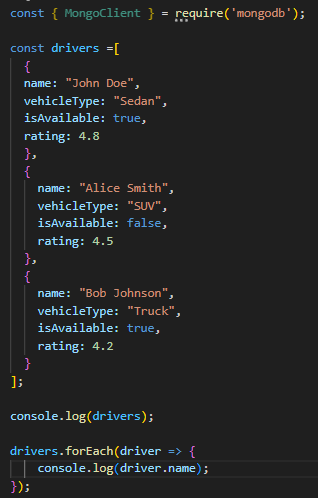 const { MongoClient } = require('mongodb');
const drivers =[
{
name: "John Doe",
vehicleType: "Sedan",
isAvailable: true,
rating: 4.8
},
{
name: "Alice Smith",
vehicleType: "SUV",
isAvailable: false,
rating: 4.5
},
{
name: "Bob Johnson",
vehicleType: "Truck",
isAvailable: true,
rating: 4.2
}
];
console.log(drivers);
drivers.forEach(driver => {
console.log(driver.name);
});